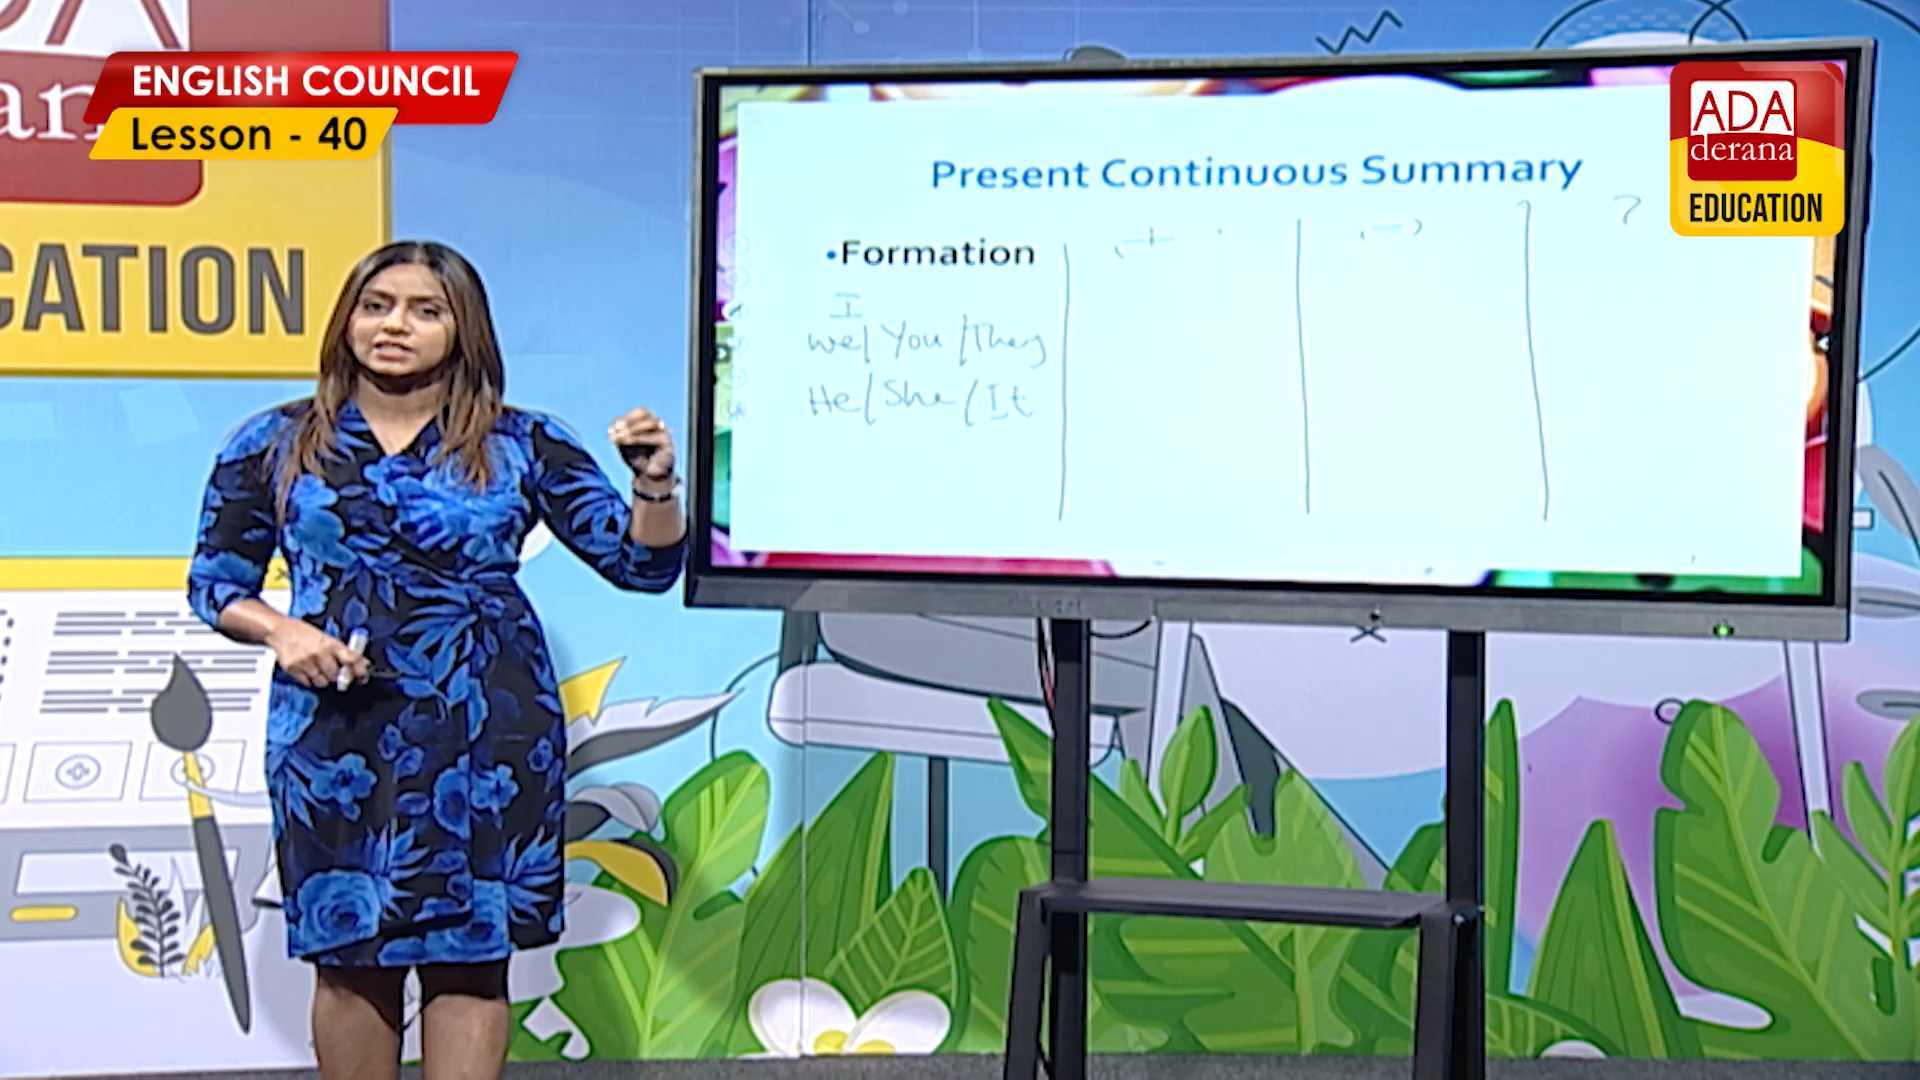 ENGLISH COUNCIL
Lesson - 40
ADA
derana
EDUCATION
CATION
Present Continuous Summary
•Formation
(+
(-)
?
I
we/ You /They
He/She/It